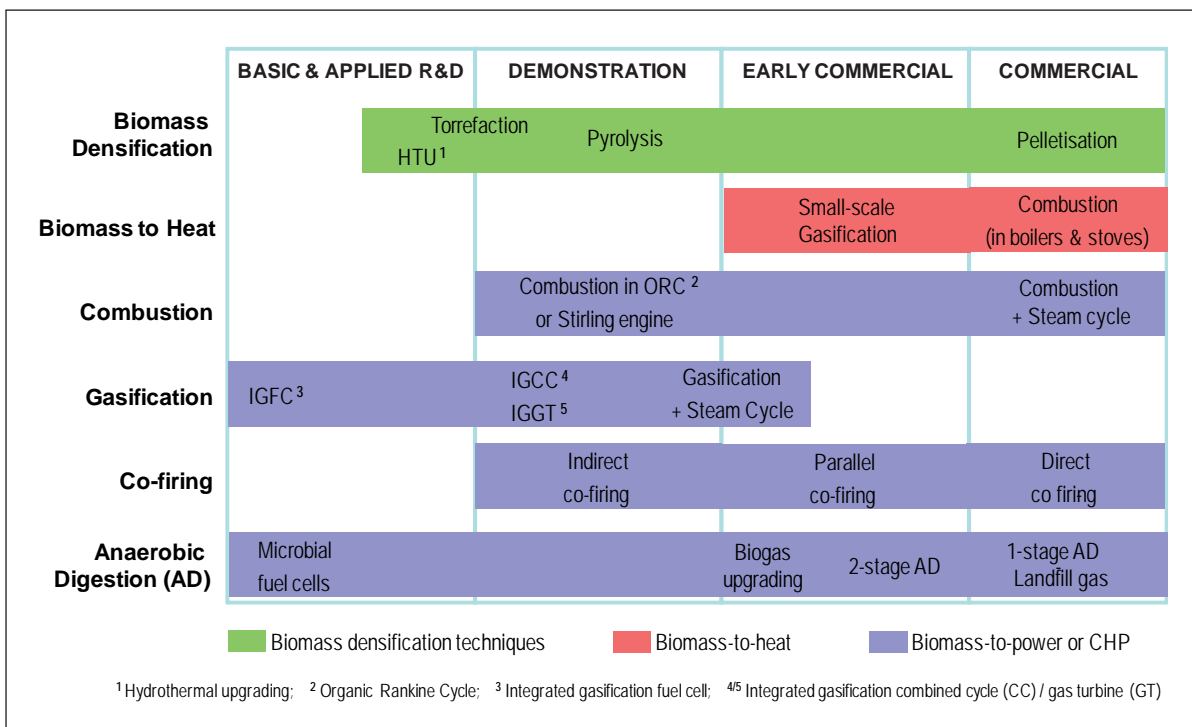 BASIC & APPLIED R&D DEMONSTRATION EARLY COMMERCIAL COMMERCIAL
Biomass
Densification
Torrefaction
HTU 1
Pyrolysis
Pelletisation
Biomass to Heat
Small-scale
Gasification
Combustion
(in boilers & stoves)
Combustion
Combustion in ORC 2
or Stirling engine
Combustion
+ Steam cycle
Gasification
IGFC 3
IGCC 4
IGGT 5
Gasification
+ Steam Cycle
Co-firing
Indirect
co-firing
Parallel
co-firing
Direct
co firing
Anaerobic
Digestion (AD)
Microbial
fuel cells
Biogas
upgrading
2-stage AD
1-stage AD
Landfill gas
Biomass densification techniques Biomass-to-heat Biomass-to-power or CHP
1 Hydrothermal upgrading; 2 Organic Rankine Cycle; 3 Integrated gasification fuel cell; 4/5 Integrated gasification combined cycle (CC) / gas turbine (GT)